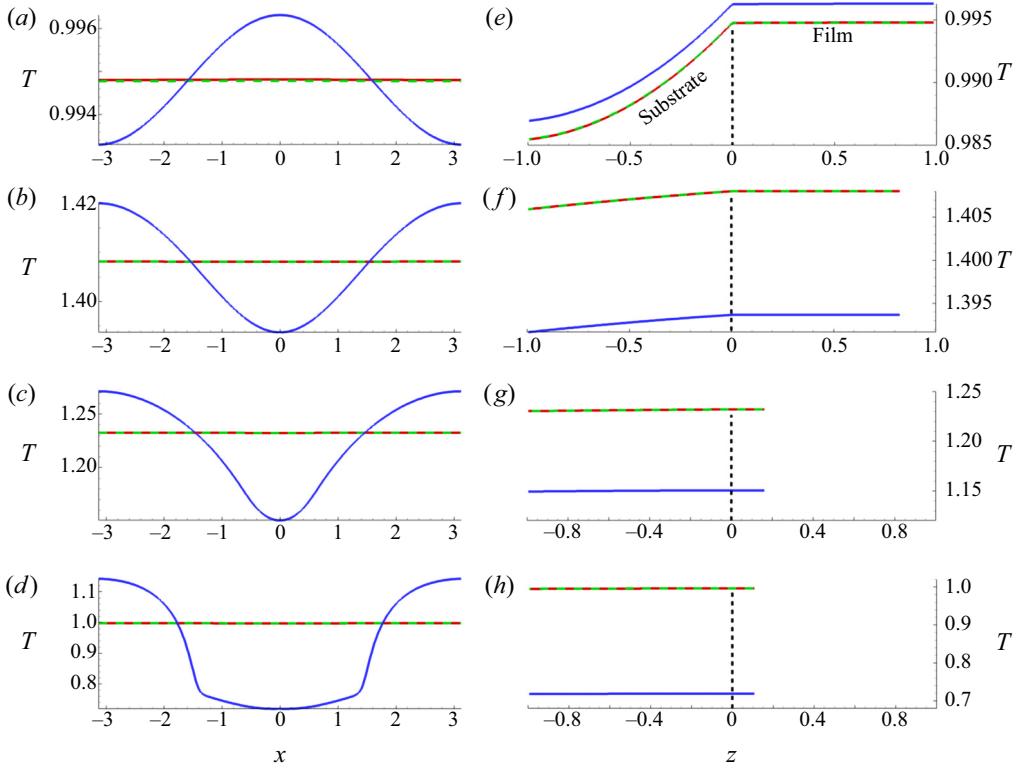 (a)
0.996
T
0.994
−3 −2 −1 0 1 2 3
(e)
0.995
Film
0.990 T
Substrate
0.985
−1.0 −0.5 0 0.5 1.0
(b)
1.42
T
1.40
−3 −2 −1 0 1 2 3
(f)
1.405
1.400 T
1.395
−1.0 −0.5 0 0.5 1.0
(c)
1.25
T
1.20
−3 −2 −1 0 1 2 3
(g)
1.25
1.20 T
1.15
−0.8 −0.4 0 0.4 0.8
(d)
1.1
T 1.0
0.9
0.8
−3 −2 −1 0 1 2 3
x
(h)
1.0
0.9
T
0.8
0.7
−0.8 −0.4 0 0.4 0.8
z